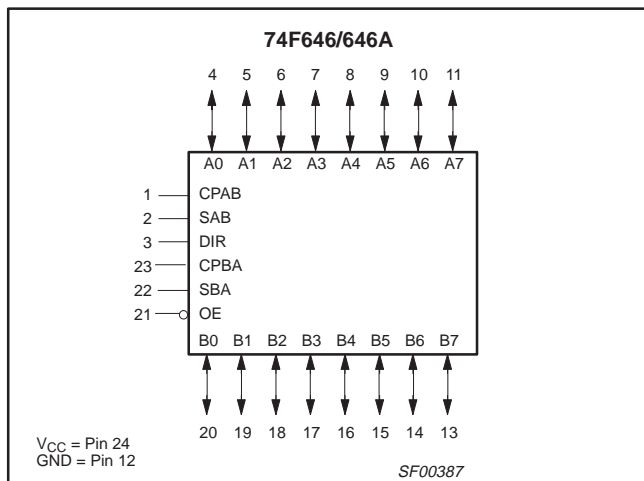 74F646/646A
4 5 6 7 8 9 10 11
A0 A1 A2 A3 A4 A5 A6 A7
1 CPAB
2 SAB
3 DIR
23 CPBA
22 SBA
21 OE
B0 B1 B2 B3 B4 B5 B6 B7
20 19 18 17 16 15 14 13
VCC = Pin 24
GND = Pin 12
SF00387